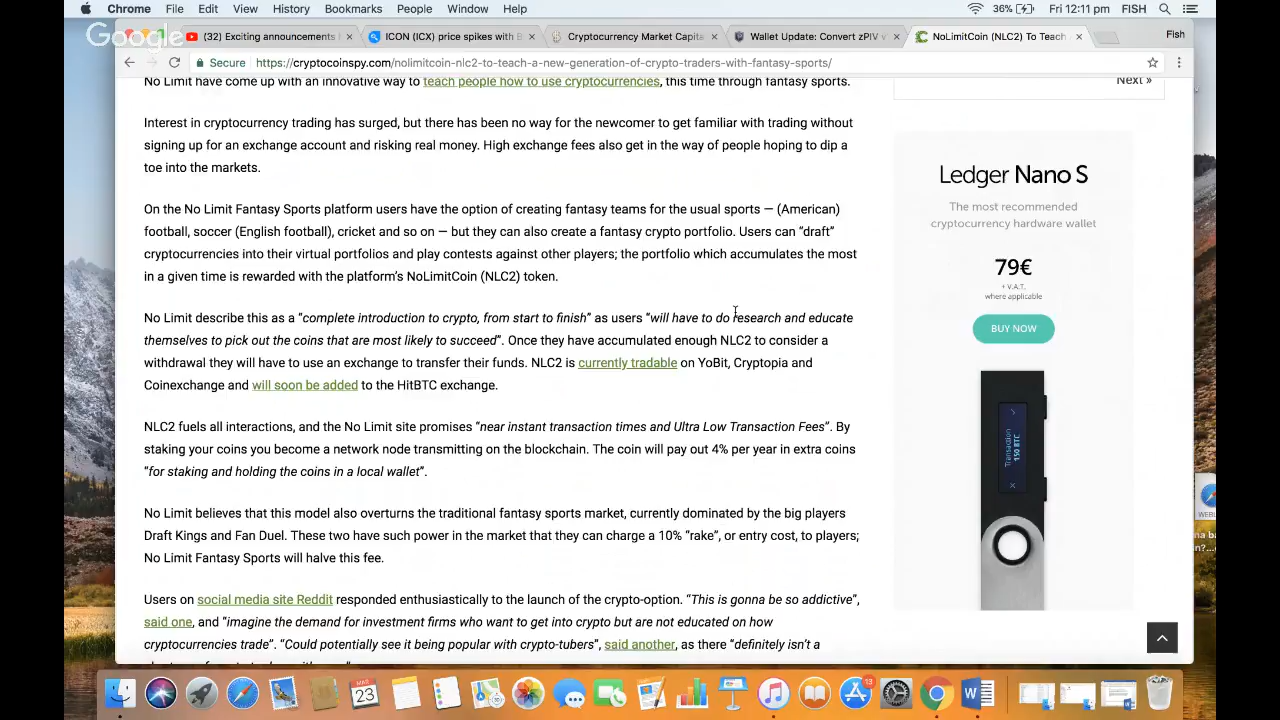 Chrome File Edit View History Bookmarks People Window Help 36% Fri 12:11 pm FISH
Google
(32) Exciting announcements ICON (ICX) price spikes with B Cryptocurrency Market Capita Wallet Update: Convert zPIV v NoLimitCoin (NLC2) To Teach Fish
Secure https://cryptocoinspy.com/nolimitcoin-nlc2-to-teach-a-new-generation-of-crypto-traders-with-fantasy-sports/
No Limit have come up with an innovative way to teach people how to use cryptocurrencies, this time through fantasy sports.
Interest in cryptocurrency trading has surged, but there has been no way for the newcomer to get familiar with trading without
signing up for an exchange account and risking real money. High exchange fees also get in the way of people hoping to dip a
toe into the markets.
On the No Limit Fantasy Sports platform users have the option of creating fantasy teams for the usual sports — (American)
football, soccer (English football), cricket and so on — but they can also create a fantasy crypto portfolio. Users can “draft”
cryptocurrencies into their virtual portfolios and play contests against other players; the portfolio which accumulates the most
in a given time is rewarded with the platform’s NoLimitCoin (NLC2) token.
No Limit describe this as a “complete introduction to crypto, from start to finish” as users “will have to do research and educate
themselves to pick out the coins that are most likely to succeed”. Once they have accumulated enough NLC2 to consider a
withdrawal they will have to use an exchange to transfer their funds. NLC2 is currently tradable on YoBit, Cryptopia and
Coinexchange and will soon be added to the HitBTC exchange.
NLC2 fuels all interactions, and the No Limit site promises “near instant transaction times and Ultra Low Transaction Fees”. By
staking your coins you become a network node transmitting on the blockchain. The coin will pay out 4% per year in extra coins
“for staking and holding the coins in a local wallet”.
No Limit believes that this model also overturns the traditional fantasy sports market, currently dominated by two big players
Draft Kings and Fan Duel. These two have such power in the market that they can charge a 10% “rake”, or entry cost, to players;
No Limit Fantasy Sports will halve this fee.
Users on social media site Reddit responded enthusiastically to the launch of the crypto-option. “This is gonna be addictive”,
said one, and “imagine the demand for investment firms who want to get into crypto but are not educated on how
cryptocurrencies trade”. “Could potentially see it being popular with crypto-tubers”, said another, as there “definitely isn’t a
Next »
Ledger Nano S
The most recommended
cryptocurrency hardware wallet
79€
+ V.A.T.
where applicable
BUY NOW
Transaction
150 BTC